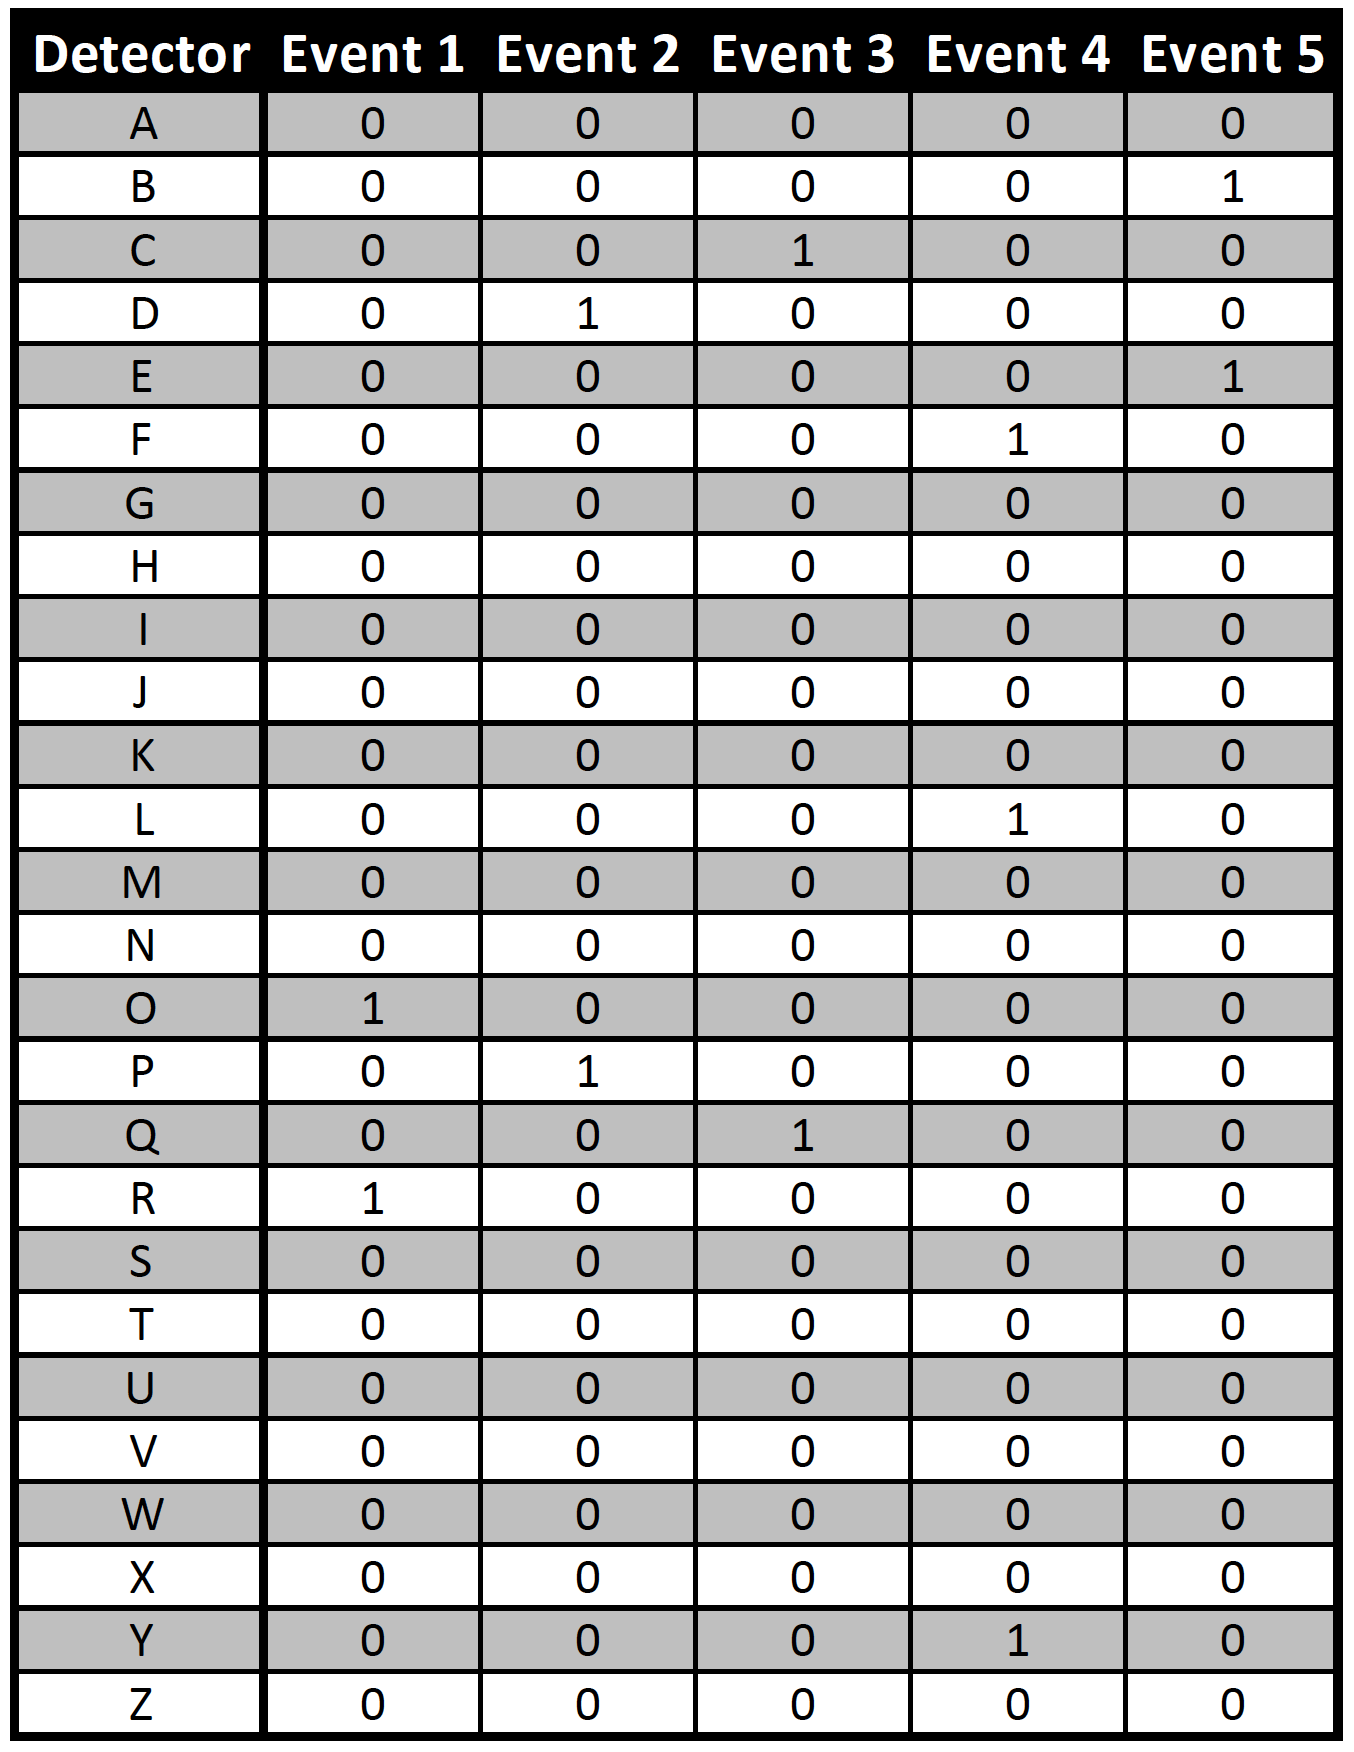 Detector Event 1 Event 2 Event 3 Event 4 Event 5
A 0 0 0 0 0
B 0 0 0 0 1
C 0 0 1 0 0
D 0 1 0 0 0
E 0 0 0 0 1
F 0 0 0 1 0
G 0 0 0 0 0
H 0 0 0 0 0
I 0 0 0 0 0
J 0 0 0 0 0
K 0 0 0 0 0
L 0 0 0 1 0
M 0 0 0 0 0
N 0 0 0 0 0
O 1 0 0 0 0
P 0 1 0 0 0
Q 0 0 1 0 0
R 1 0 0 0 0
S 0 0 0 0 0
T 0 0 0 0 0
U 0 0 0 0 0
V 0 0 0 0 0
W 0 0 0 0 0
X 0 0 0 0 0
Y 0 0 0 1 0
Z 0 0 0 0 0